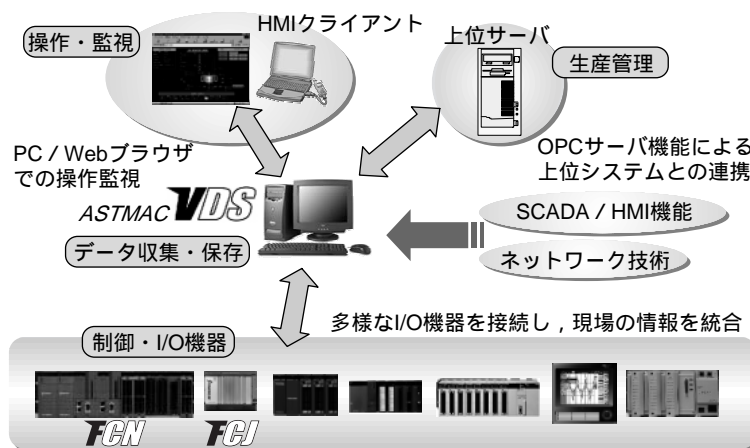 HMIクライアント
操作・監視
上位サーバ
生産管理
PC / Webブラウザ
での操作監視
OPCサーバ機能による
上位システムとの連携
ASTMAC VDS
SCADA / HMI機能
データ収集・保存
ネットワーク技術
多様なI/O機器を接続し，現場の情報を統合
制御・I/O機器
FCN
FCJ